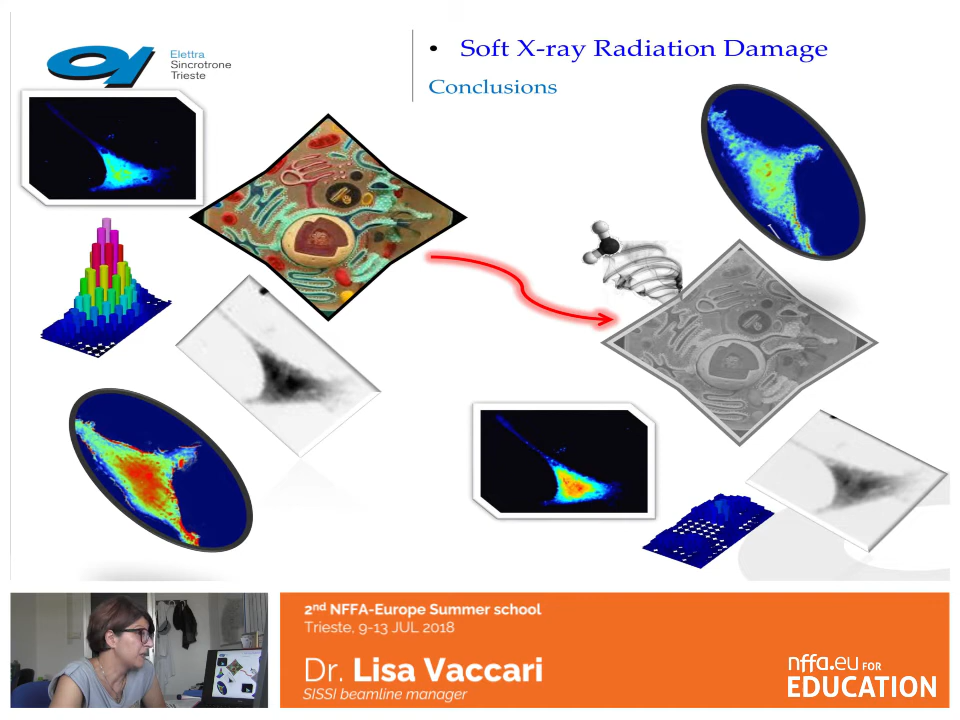 Elettra
Sincrotrone
Trieste
• Soft X-ray Radiation Damage
Conclusions
2nd NFFA-Europe Summer school
Trieste, 9-13 JUL 2018
Dr. Lisa Vaccari
SISSI beamline manager
nffa.eu FOR
EDUCATION